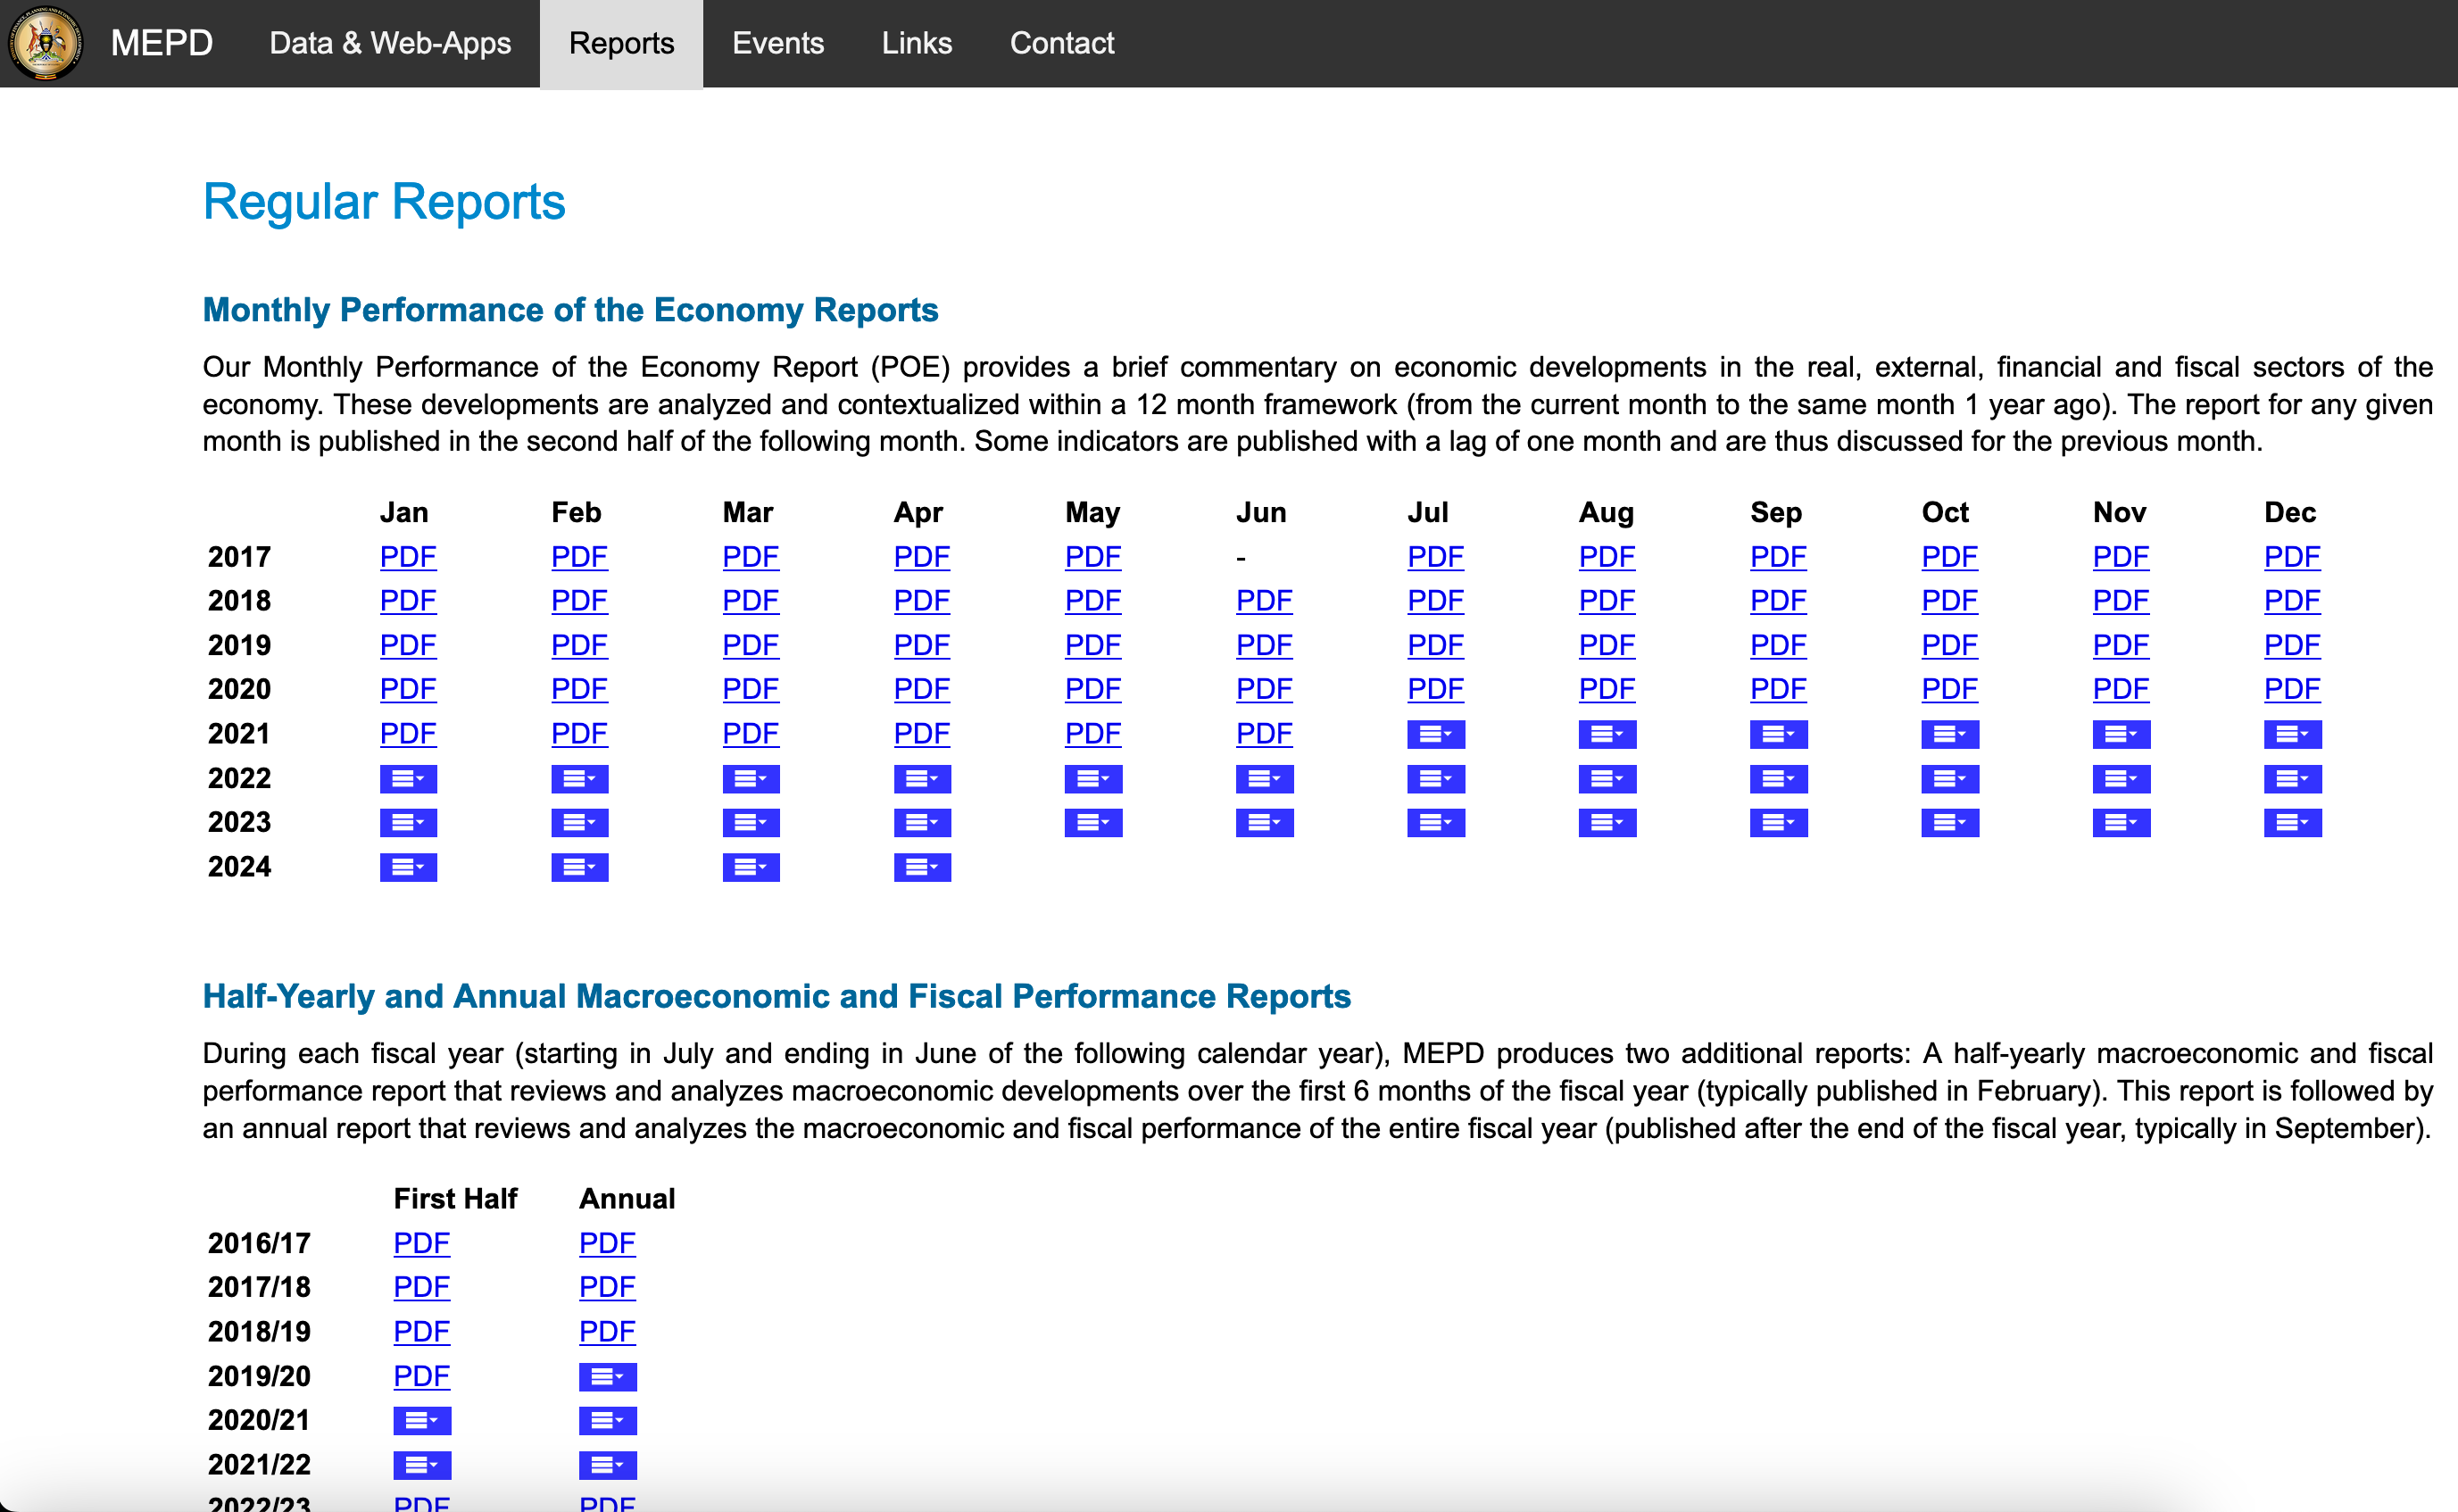 MEPD Data & Web-Apps Reports Events Links Contact
Regular Reports
Monthly Performance of the Economy Reports
Our Monthly Performance of the Economy Report (POE) provides a brief commentary on economic developments in the real, external, financial and fiscal sectors of the
economy. These developments are analyzed and contextualized within a 12 month framework (from the current month to the same month 1 year ago). The report for any given
month is published in the second half of the following month. Some indicators are published with a lag of one month and are thus discussed for the previous month.
Jan Feb Mar Apr May Jun Jul Aug Sep Oct Nov Dec
2017 PDF PDF PDF PDF PDF - PDF PDF PDF PDF PDF PDF
2018 PDF PDF PDF PDF PDF PDF PDF PDF PDF PDF PDF PDF
2019 PDF PDF PDF PDF PDF PDF PDF PDF PDF PDF PDF PDF
2020 PDF PDF PDF PDF PDF PDF PDF PDF PDF PDF PDF PDF
2021 PDF PDF PDF PDF PDF PDF
2022
2023
2024
Half-Yearly and Annual Macroeconomic and Fiscal Performance Reports
During each fiscal year (starting in July and ending in June of the following calendar year), MEPD produces two additional reports: A half-yearly macroeconomic and fiscal
performance report that reviews and analyzes macroeconomic developments over the first 6 months of the fiscal year (typically published in February). This report is followed by
an annual report that reviews and analyzes the macroeconomic and fiscal performance of the entire fiscal year (published after the end of the fiscal year, typically in September).
First Half Annual
2016/17 PDF PDF
2017/18 PDF PDF
2018/19 PDF PDF
2019/20 PDF
2020/21
2021/22
2022/23 PDF PDF